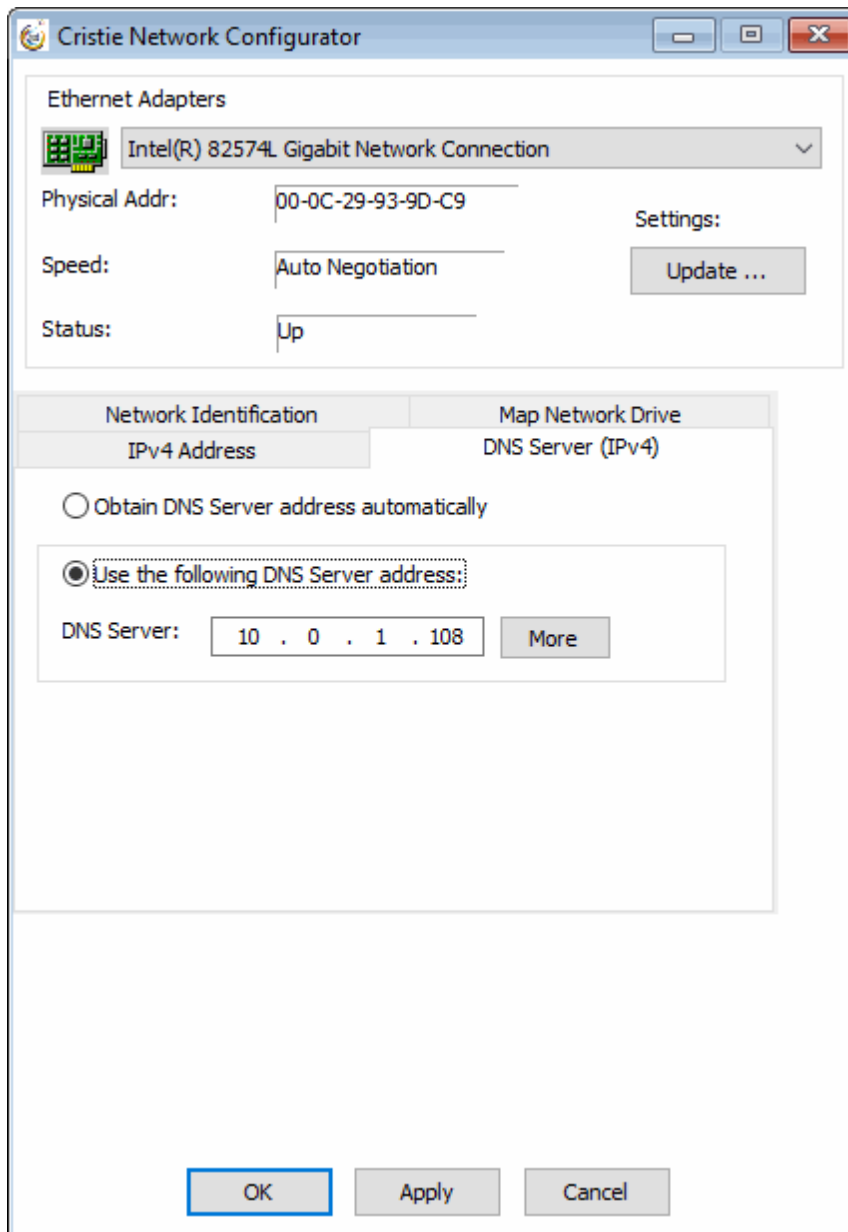 Cristie Network Configurator
Ethernet Adapters
Intel(R) 82574L Gigabit Network Connection
Physical Addr: 00-0C-29-93-9D-C9
Settings:
Speed: Auto Negotiation
Update ...
Status: Up
Network Identification Map Network Drive
IPv4 Address DNS Server (IPv4)
Obtain DNS Server address automatically
Use the following DNS Server address:
DNS Server: 10 . 0 . 1 . 108 More
OK Apply Cancel